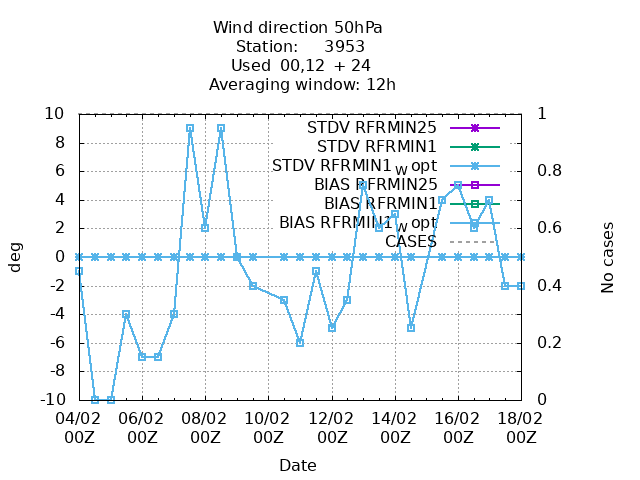 Wind direction 50hPa
Station: 3953
Used 00,12 + 24
Averaging window: 12h
10 1
STDV RFRMIN25
8
STDV RFRMIN1
6 0.8
STDV RFRMIN1_w opt
BIAS RFRMIN25
4
BIAS RFRMIN1
2 0.6
BIAS RFRMIN1_w opt
CASES
0
-2 0.4
-4
-6 0.2
-8
-10 0
deg
No cases
04/02 06/02 08/02 10/02 12/02 14/02 16/02 18/02
00Z 00Z 00Z 00Z 00Z 00Z 00Z 00Z
Date